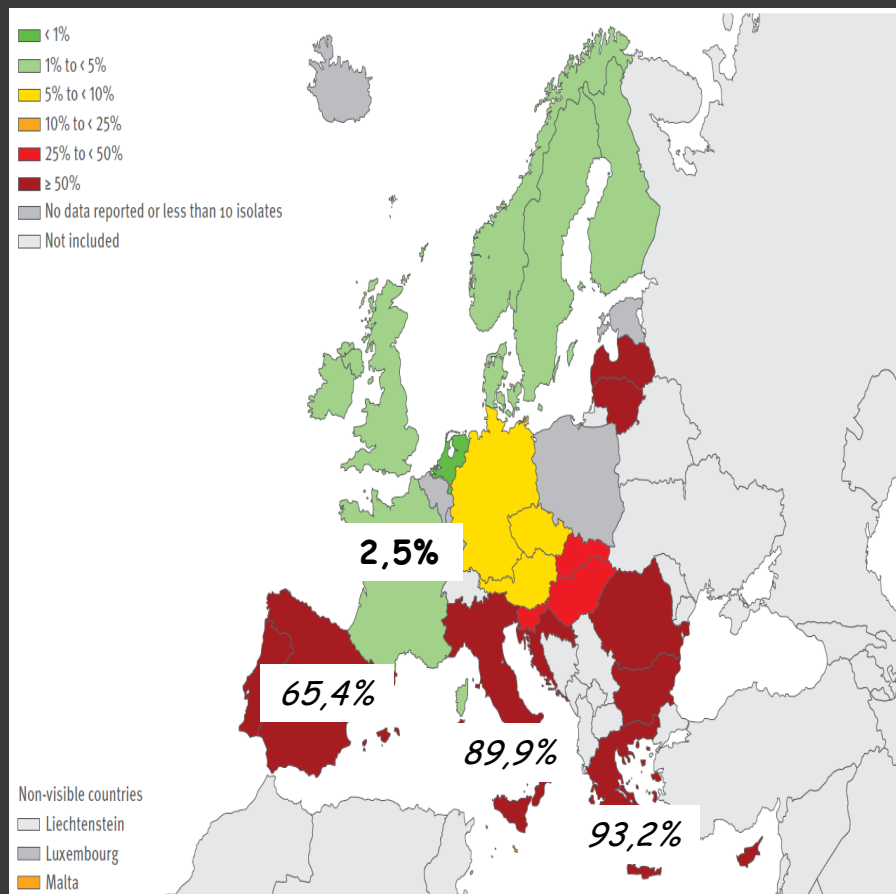 < 1%
1% to < 5%
5% to < 10%
10% to < 25%
25% to < 50%
≥ 50%
No data reported or less than 10 isolates
Not included
2,5%
65,4%
89,9%
93,2%
Non-visible countries
Liechtenstein
Luxembourg
Malta